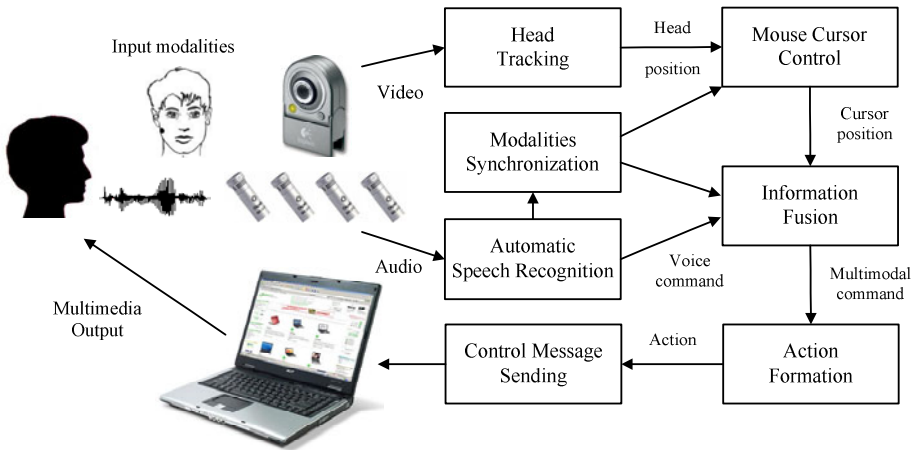 Input modalities
Video
Head
Tracking
Head
position
Mouse Cursor
Control
Cursor
position
Modalities
Synchronization
Information
Fusion
Audio
Automatic
Speech Recognition
Voice
command
Multimodal
command
Multimedia
Output
Control Message
Sending
Action
Action
Formation